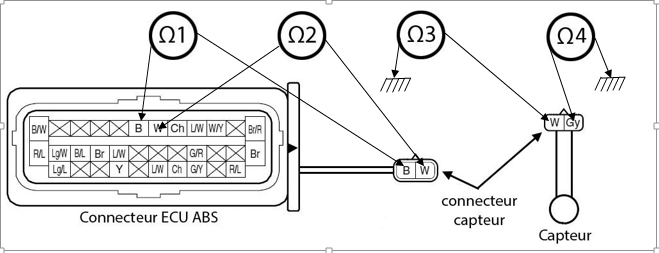 Ω1 Ω2 Ω3 Ω4
B/W B W Ch L/W W/Y Br/R
R/L Lg/W B/L Br L/W G/R Br
Lg/L Y L/W Ch G/Y R/L
B W
W Gy
Connecteur ECU ABS
connecteur
capteur
Capteur